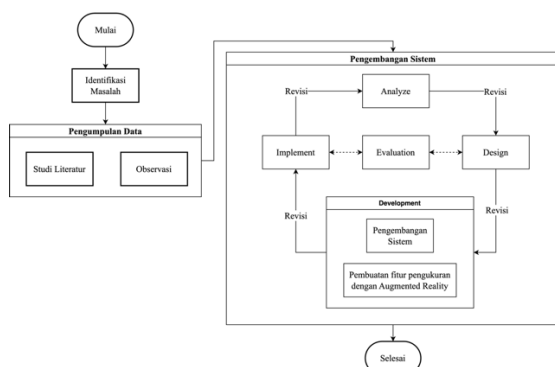 Mulai
Identifikasi
Masalah
Pengumpulan Data
Studi Literatur
Observasi
Pengembangan Sistem
Revisi
Analyze
Revisi
Implement
Evaluation
Design
Revisi
Development
Revisi
Pengembangan
Sistem
Pembuatan fitur pengukuran
dengan Augmented Reality
Selesai